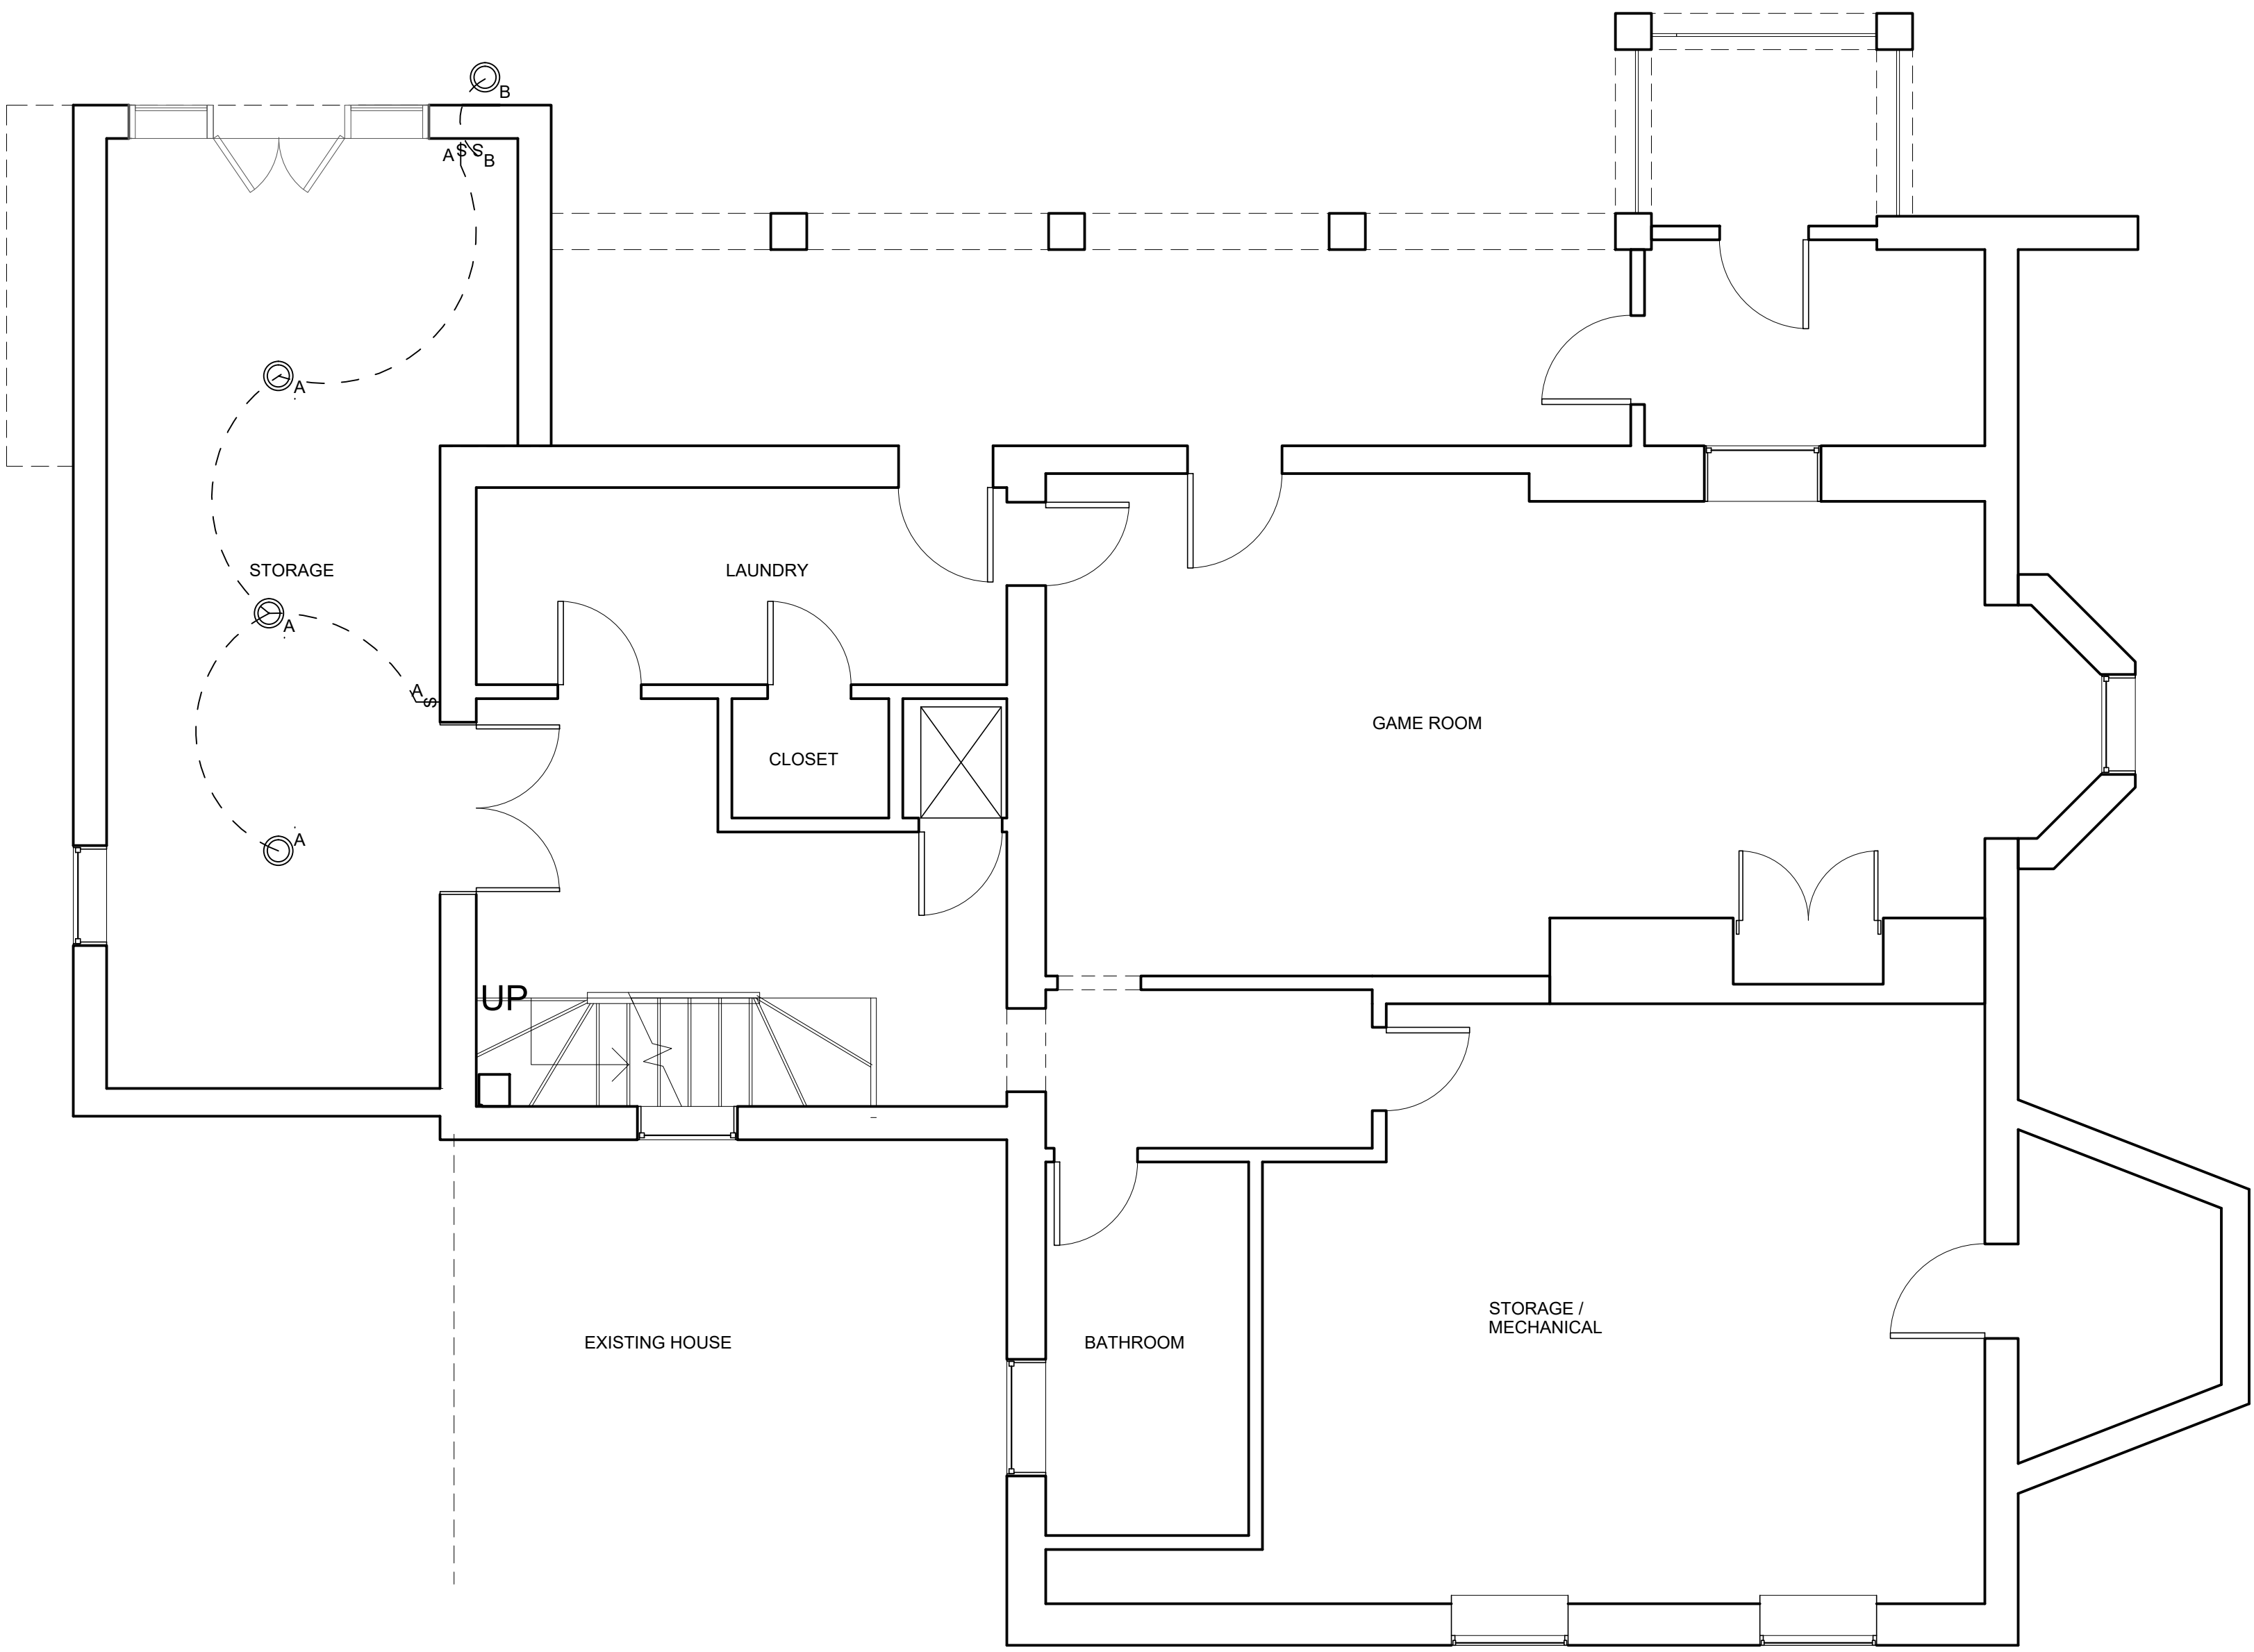 B
A S S B
A
STORAGE
LAUNDRY
A
A
S
GAME ROOM
CLOSET
A
UP
STORAGE /
MECHANICAL
EXISTING HOUSE
BATHROOM